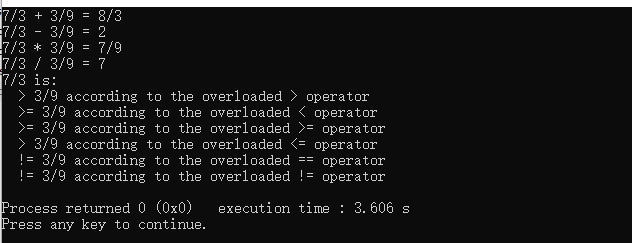 7/3 + 3/9 = 8/3
7/3 - 3/9 = 2
7/3 * 3/9 = 7/9
7/3 / 3/9 = 7
7/3 is:
  > 3/9 according to the overloaded > operator
  >= 3/9 according to the overloaded < operator
  >= 3/9 according to the overloaded >= operator
  > 3/9 according to the overloaded <= operator
  != 3/9 according to the overloaded == operator
  != 3/9 according to the overloaded != operator

Process returned 0 (0x0)   execution time : 3.606 s
Press any key to continue.